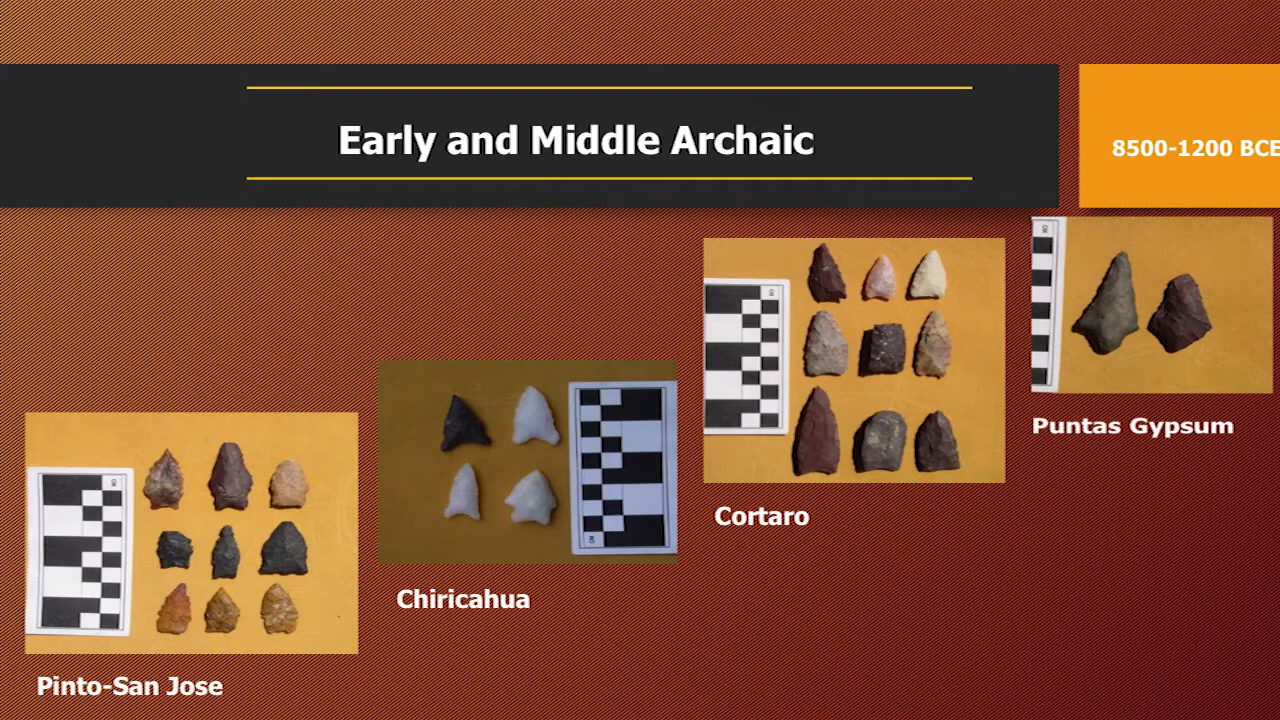 Early and Middle Archaic
8500-1200 BCE
Puntas Gypsum
Cortaro
Chiricahua
Pinto-San Jose